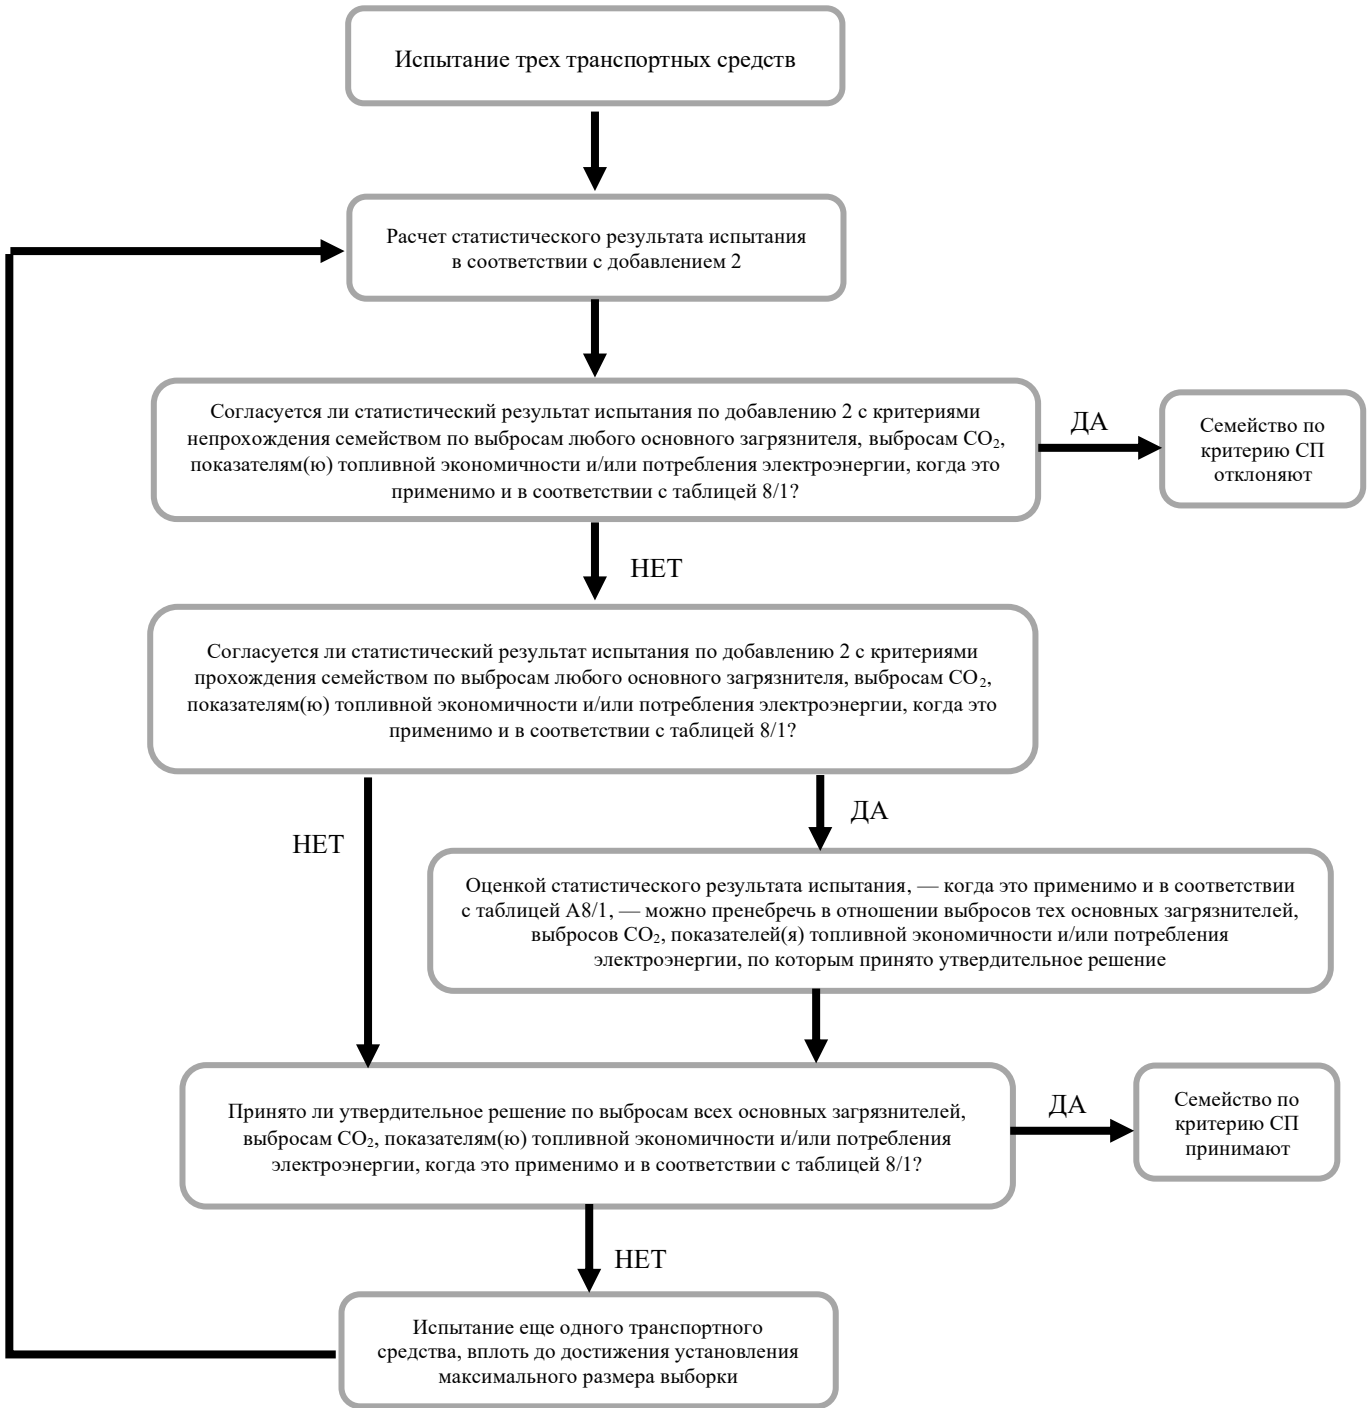 Испытание трех транспортных средств
Расчет статистического результата испытания
в соответствии с добавлением 2
Согласуется ли статистический результат испытания по добавлению 2 с критериями
непрохождения семейством по выбросам любого основного загрязнителя, выбросам CO₂,
показателям(ю) топливной экономичности и/или потребления электроэнергии, когда это
применимо и в соответствии с таблицей 8/1?
ДА
Семейство по
критерию СП
отклоняют
НЕТ
Согласуется ли статистический результат испытания по добавлению 2 с критериями
прохождения семейством по выбросам любого основного загрязнителя, выбросам CO₂,
показателям(ю) топливной экономичности и/или потребления электроэнергии, когда это
применимо и в соответствии с таблицей 8/1?
НЕТ
ДА
Оценкой статистического результата испытания, — когда это применимо и в соответствии
с таблицей A8/1, — можно пренебречь в отношении выбросов тех основных загрязнителей,
выбросов CO₂, показателей(я) топливной экономичности и/или потребления
электроэнергии, по которым принято утвердительное решение
Принято ли утвердительное решение по выбросам всех основных загрязнителей,
выбросам CO₂, показателям(ю) топливной экономичности и/или потребления
электроэнергии, когда это применимо и в соответствии с таблицей 8/1?
ДА
Семейство по
критерию СП
принимают
НЕТ
Испытание еще одного транспортного
средства, вплоть до достижения установления
максимального размера выборки